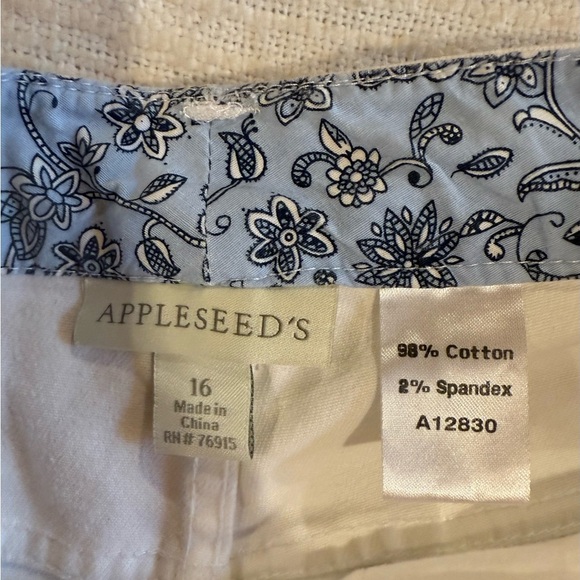 APPLESEED'S
16
Made in
China
RN# 76915
98% Cotton
2% Spandex
A12830